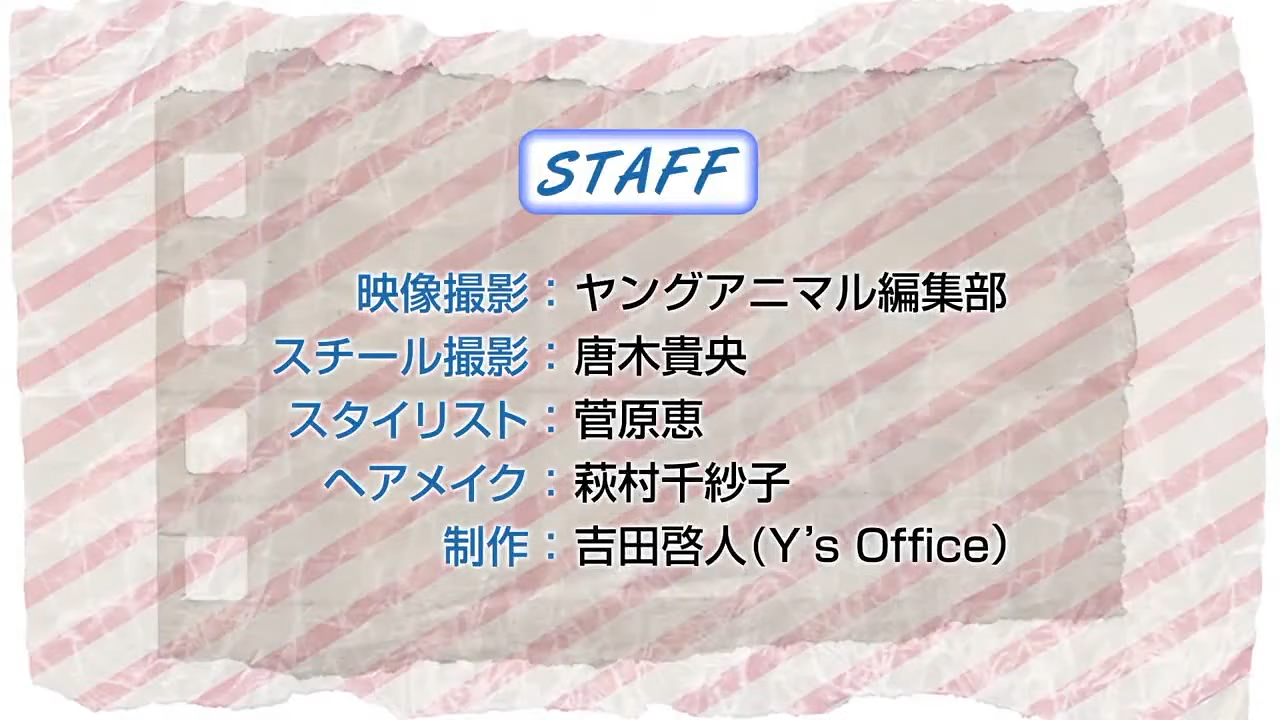 STAFF
映像撮影：ヤングアニマル編集部
スチール撮影：唐木貴央
スタイリスト：菅原恵
ヘアメイク：萩村千紗子
制作：吉田啓人(Y's Office）